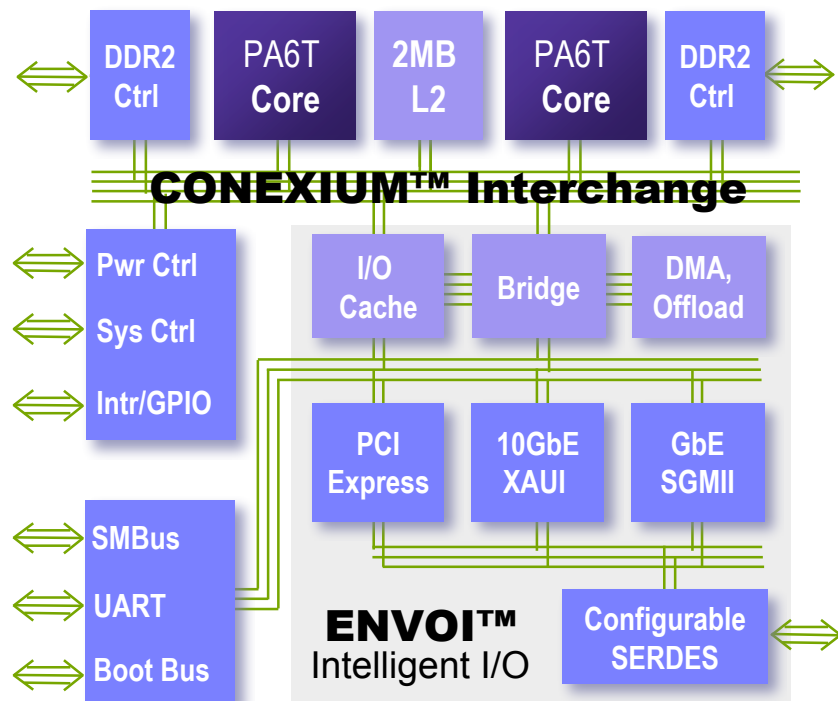 DDR2
Ctrl
PA6T
Core
2MB
L2
PA6T
Core
DDR2
Ctrl
CONEXIUM™ Interchange
Pwr Ctrl
Sys Ctrl
Intr/GPIO
I/O
Cache
Bridge
DMA,
Offload
PCI
Express
10GbE
XAUI
GbE
SGMII
SMBus
UART
Boot Bus
ENVOI™
Intelligent I/O
Configurable
SERDES